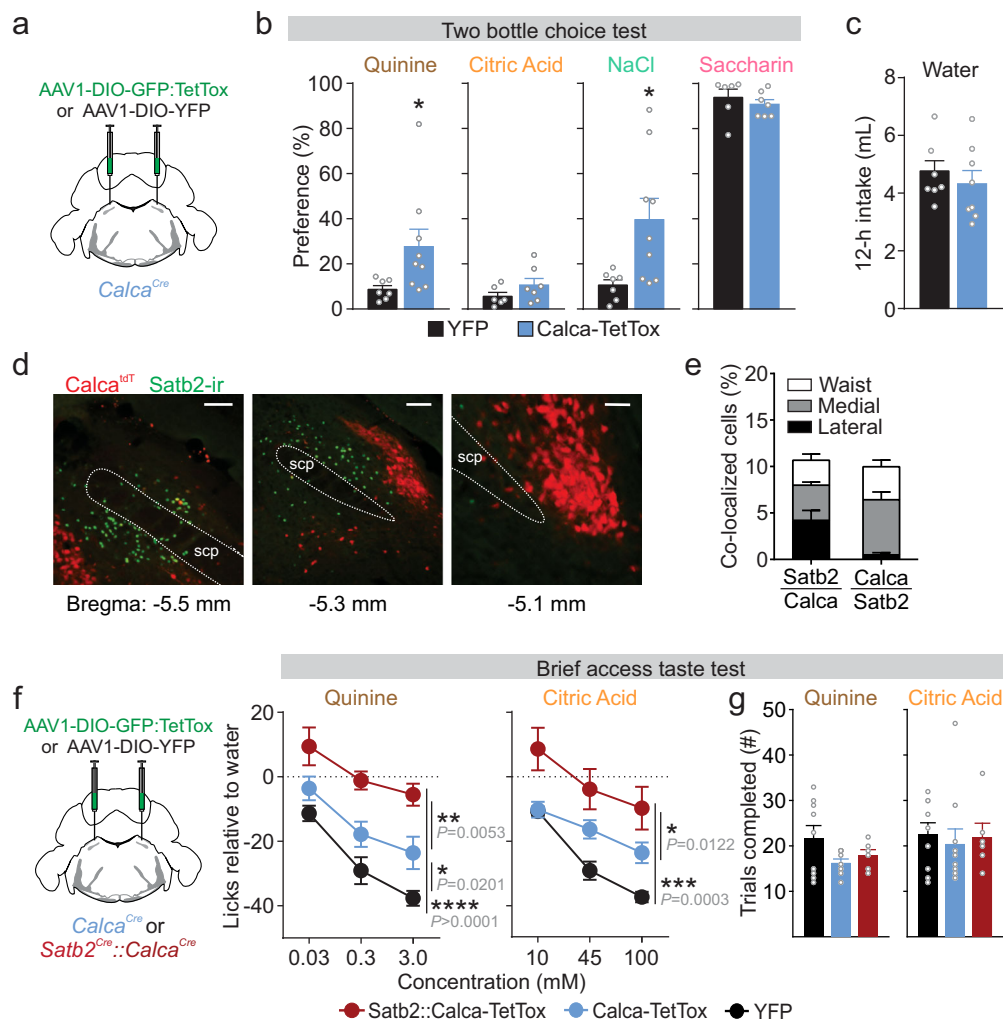 a
AAV1-DIO-GFP:TetTox
or AAV1-DIO-YFP
Calca^Cre
b
Two bottle choice test
Quinine
Citric Acid
NaCl
Saccharin
Preference (%)
100
80
60
40
20
0
*
*
YFP
Calca-TetTox
c
Water
12-h intake (mL)
8
6
4
2
0
d
Calca^tdT Satb2-ir
scp
scp
scp
Bregma: -5.5 mm
-5.3 mm
-5.1 mm
e
Co-localized cells (%)
20
15
10
5
0
Waist
Medial
Lateral
Satb2
Calca
Calca
Satb2
Brief access taste test
f
AAV1-DIO-GFP:TetTox
or AAV1-DIO-YFP
Calca^Cre or
Satb2^Cre::Calca^Cre
Quinine
Licks relative to water
20
0
-20
-40
**
P=0.0053
*
P=0.0201
****
P>0.0001
0.03 0.3 3.0
Citric Acid
*
P=0.0122
***
P=0.0003
10 45 100
Concentration (mM)
Satb2::Calca-TetTox
Calca-TetTox
YFP
g
Quinine
Citric Acid
Trials completed (#)
50
40
30
20
10